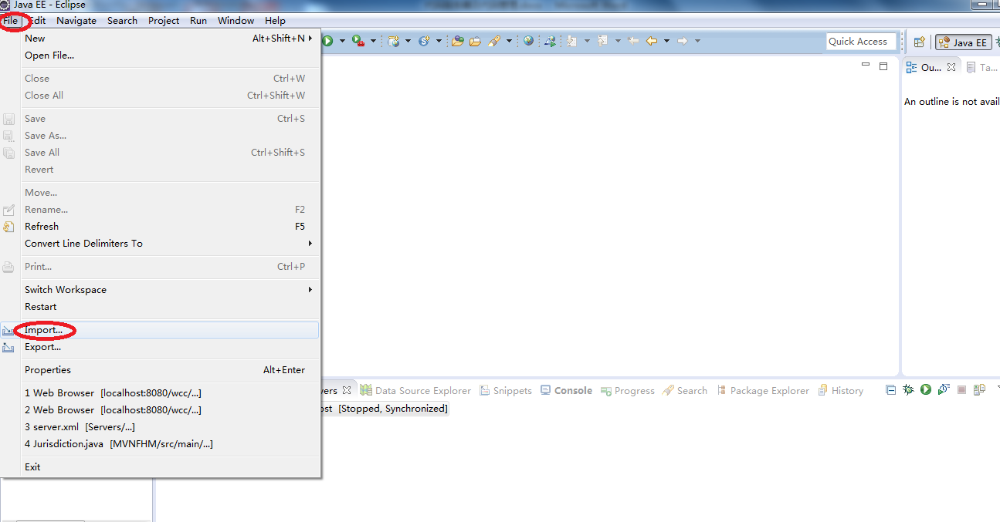 Java EE - Eclipse
File Edit Navigate Search Project Run Window Help
New Alt+Shift+N
Open File...
Close Ctrl+W
Close All Ctrl+Shift+W
Save Ctrl+S
Save As...
Save All Ctrl+Shift+S
Revert
Move...
Rename... F2
Refresh F5
Convert Line Delimiters To
Print... Ctrl+P
Switch Workspace
Restart
Import...
Export...
Properties Alt+Enter
1 Web Browser [localhost:8080/wcc/...]
2 Web Browser [localhost:8080/wcc/...]
3 server.xml [Servers/...]
4 Jurisdiction.java [MVNFHM/src/main/...]
Exit
Quick Access
Java EE
Ou... Ta...
An outline is not avail
vers Data Source Explorer Snippets Console Progress Search Package Explorer History
ost [Stopped, Synchronized]